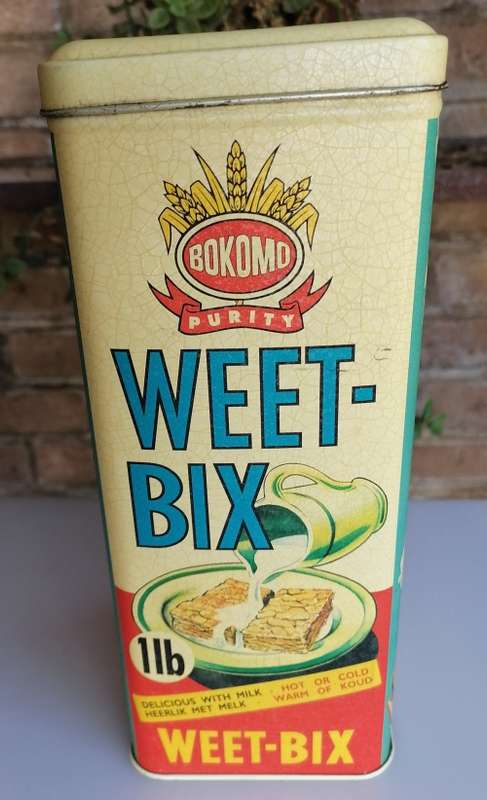 BOKOMO
PURITY
WEET-
BIX
1lb
DELICIOUS WITH MILK · HOT OR COLD
HEERLIK MET MELK · WARM OF KOUD
WEET-BIX